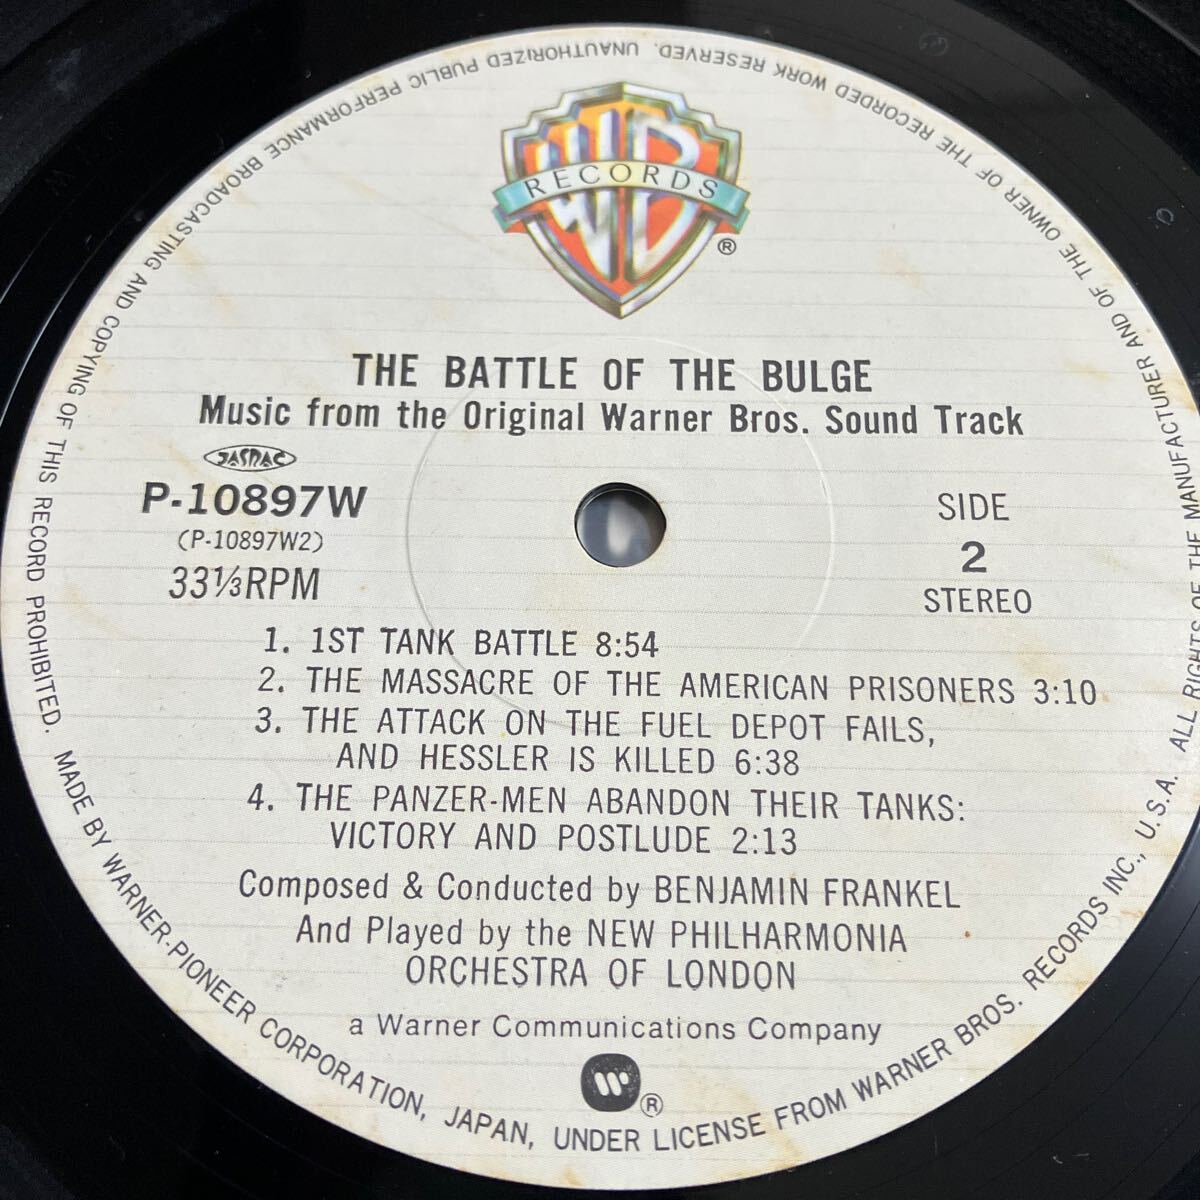 WB
RECORDS
®
THE BATTLE OF THE BULGE
Music from the Original Warner Bros. Sound Track
JASRAC
P-10897W
(P-10897W2)
33⅓RPM
SIDE
2
STEREO
1. 1ST TANK BATTLE 8:54
2. THE MASSACRE OF THE AMERICAN PRISONERS 3:10
3. THE ATTACK ON THE FUEL DEPOT FAILS,
AND HESSLER IS KILLED 6:38
4. THE PANZER-MEN ABANDON THEIR TANKS:
VICTORY AND POSTLUDE 2:13
Composed & Conducted by BENJAMIN FRANKEL
And Played by the NEW PHILHARMONIA
ORCHESTRA OF LONDON
a Warner Communications Company
W ®
MADE BY WARNER-PIONEER CORPORATION, JAPAN, UNDER LICENSE FROM WARNER BROS. RECORDS INC., U.S.A. ALL RIGHTS OF THE MANUFACTURER AND OF THE OWNER OF THE RECORDED WORK RESERVED. UNAUTHORIZED PUBLIC PERFORMANCE BROADCASTING AND COPYING OF THIS RECORD PROHIBITED.